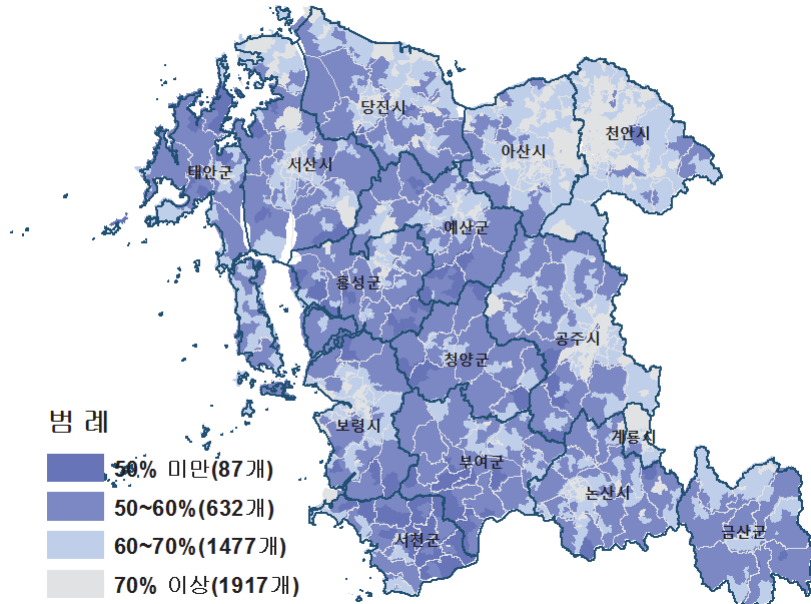 당진시
천안시
아산시
서산시
태안군
예산군
홍성군
공주시
청양군
보령시
계룡시
부여군
논산시
금산군
서천군
범 례
50% 미만(87개)
50~60%(632개)
60~70%(1477개)
70% 이상(1917개)